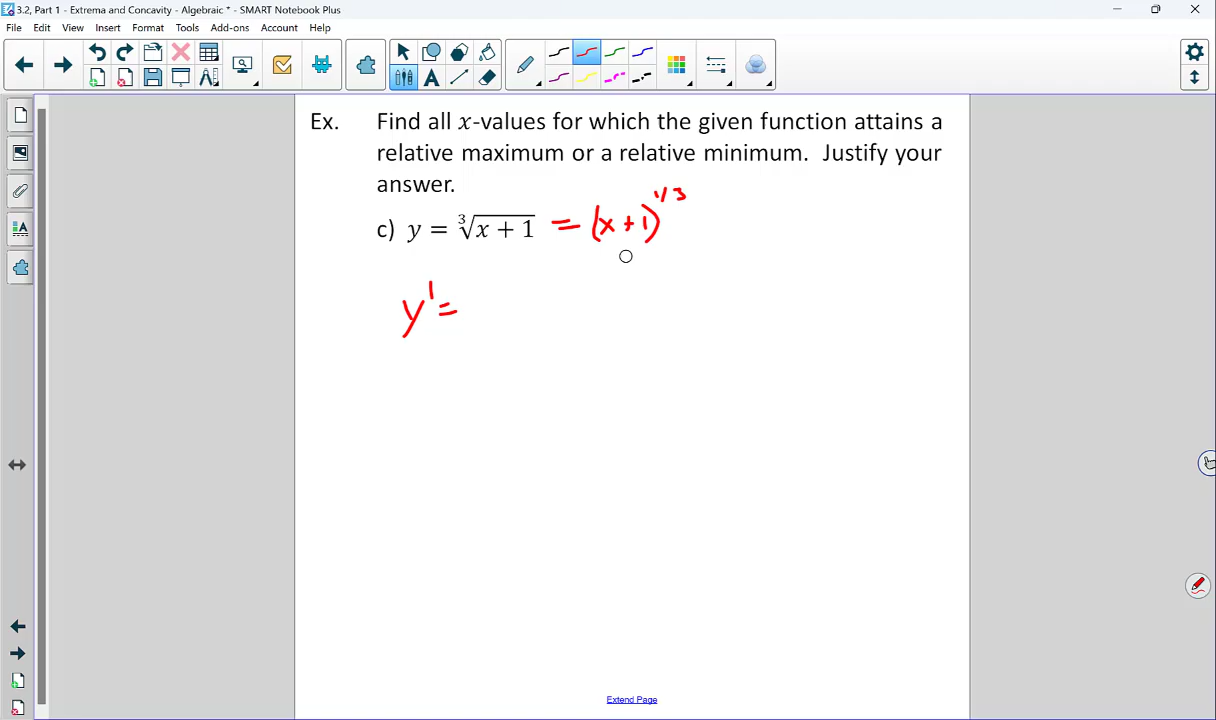 3.2, Part 1 - Extrema and Concavity - Algebraic * - SMART Notebook Plus
File Edit View Insert Format Tools Add-ons Account Help
Ex. Find all x-values for which the given function attains a
relative maximum or a relative minimum. Justify your
answer.
c) y = ∛(x + 1) = (x + 1)^1/3
y' =
Extend Page